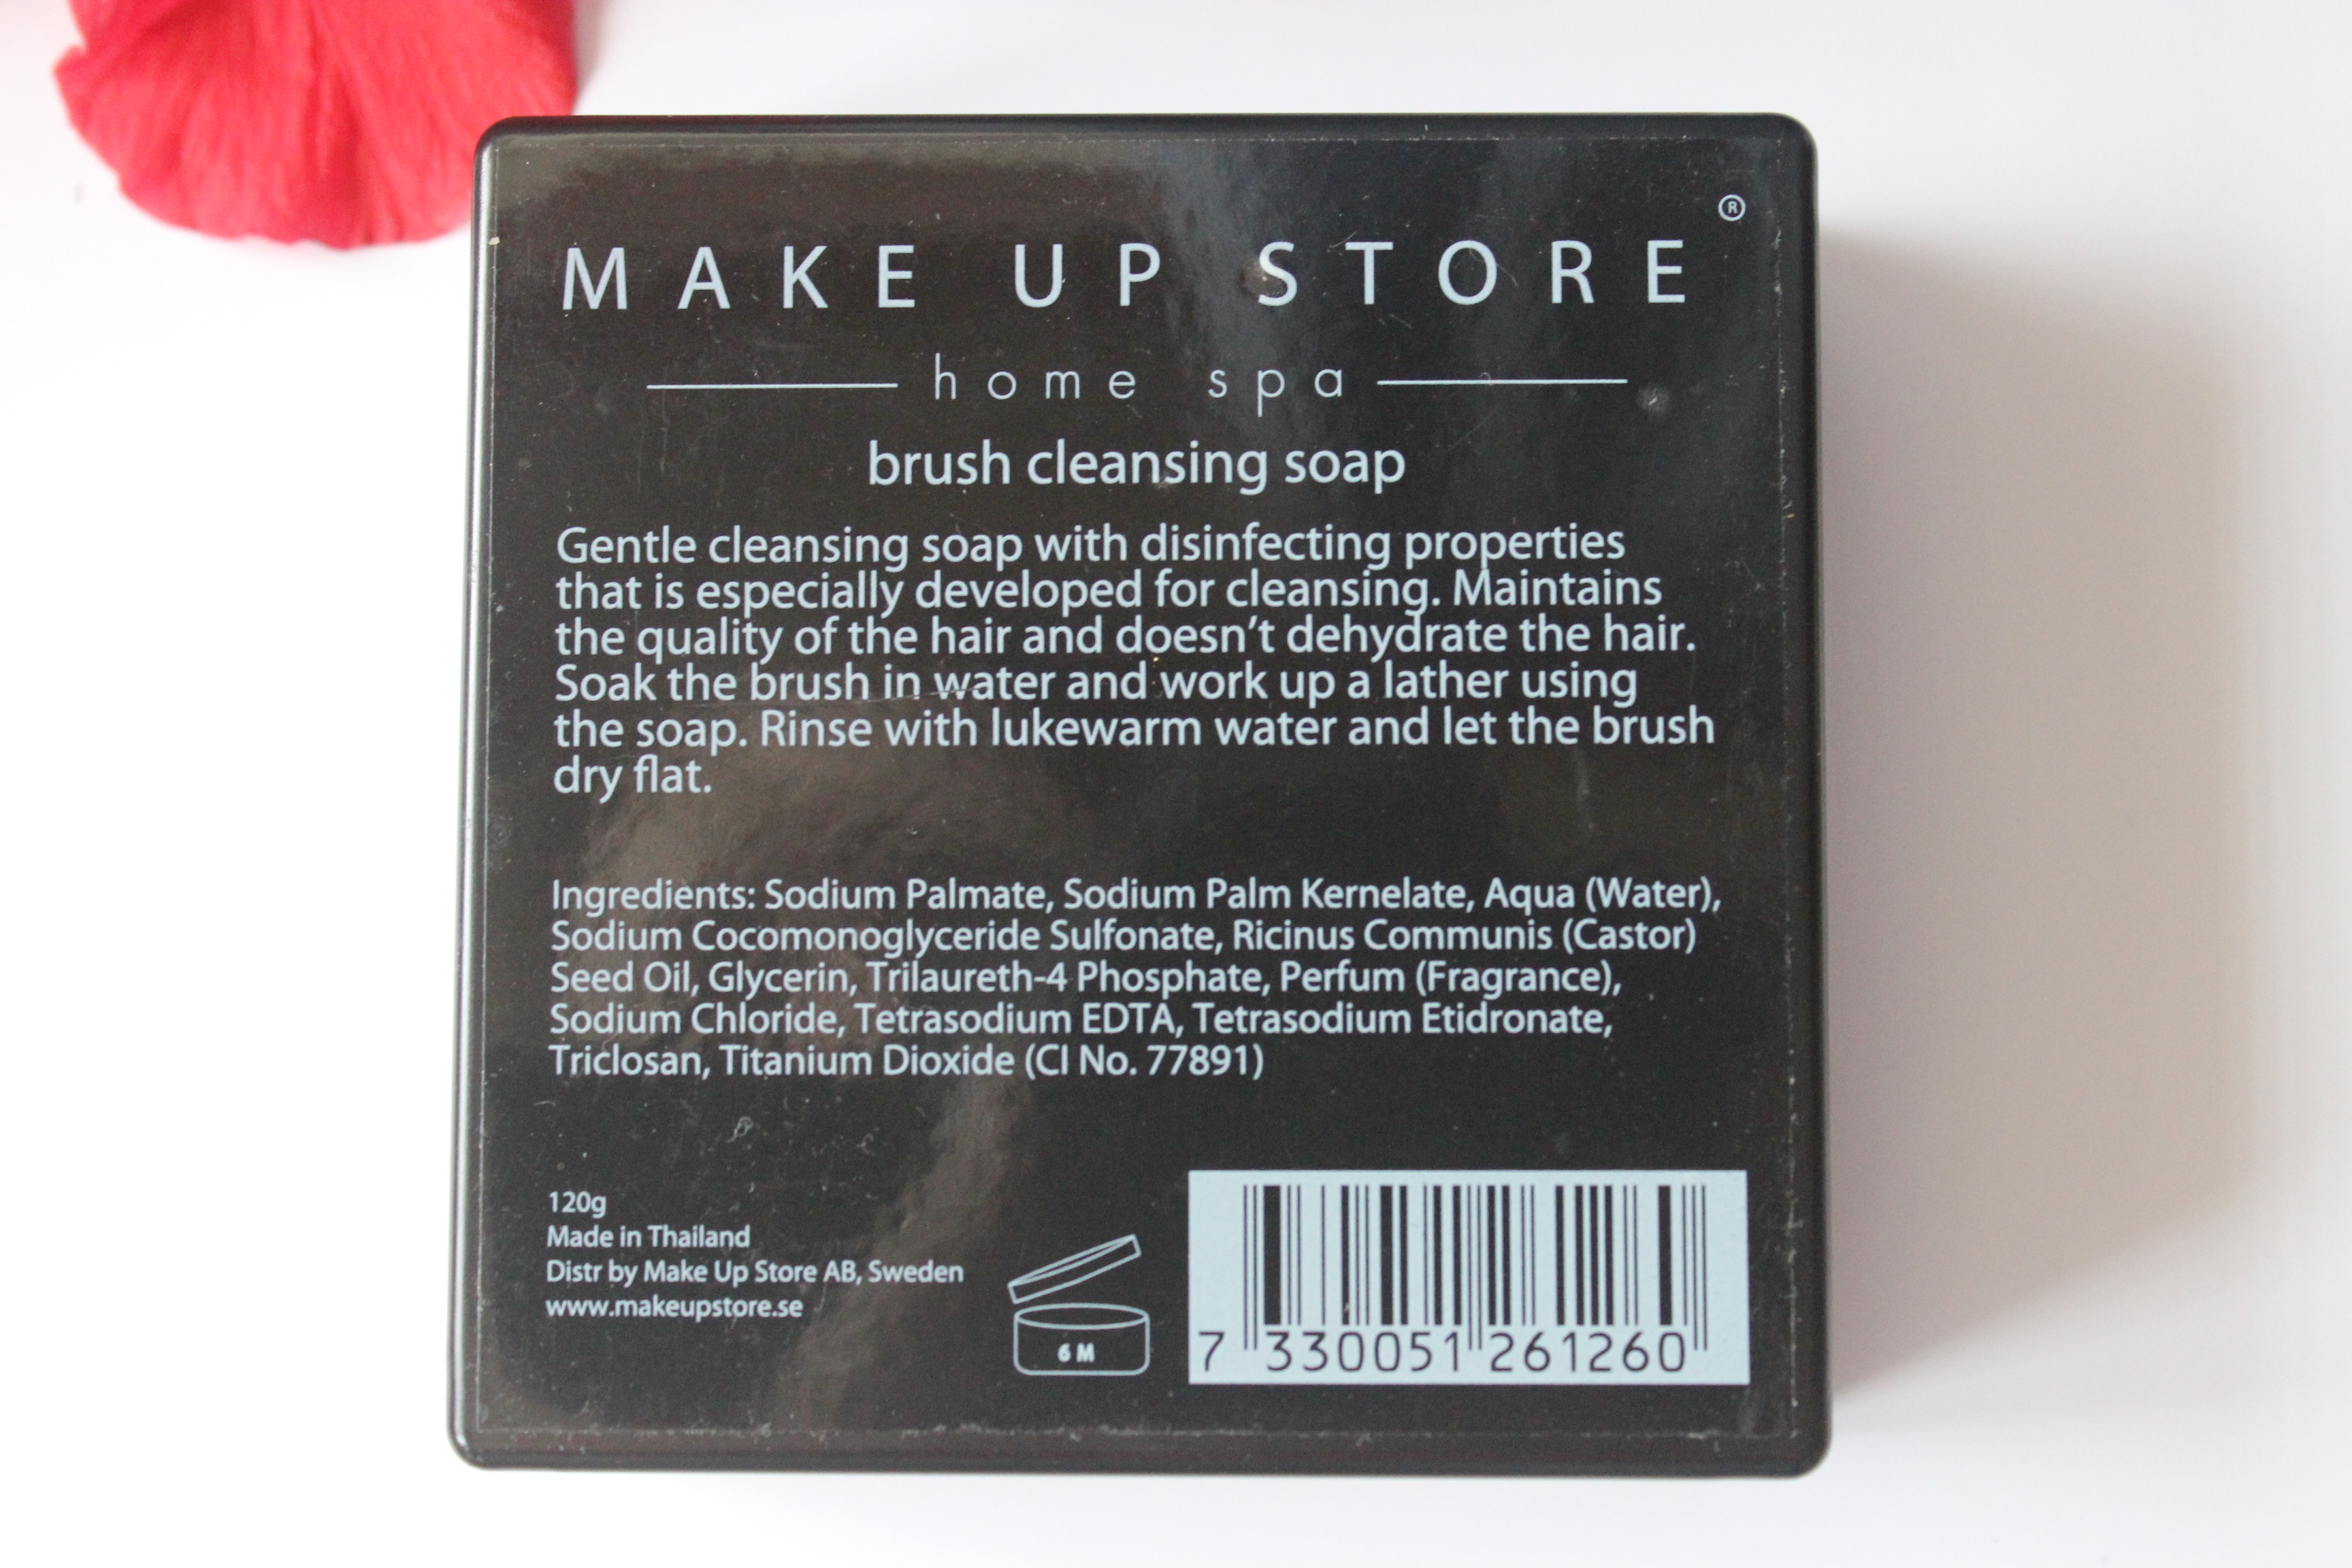 MAKE UP STORE ®
home spa
brush cleansing soap
Gentle cleansing soap with disinfecting properties
that is especially developed for cleansing. Maintains
the quality of the hair and doesn't dehydrate the hair.
Soak the brush in water and work up a lather using
the soap. Rinse with lukewarm water and let the brush
dry flat.
Ingredients: Sodium Palmate, Sodium Palm Kernelate, Aqua (Water),
Sodium Cocomonoglyceride Sulfonate, Ricinus Communis (Castor)
Seed Oil, Glycerin, Trilaureth-4 Phosphate, Perfum (Fragrance),
Sodium Chloride, Tetrasodium EDTA, Tetrasodium Etidronate,
Triclosan, Titanium Dioxide (CI No. 77891)
120g
Made in Thailand
Distr by Make Up Store AB, Sweden
www.makeupstore.se
6 M
7 330051 261260